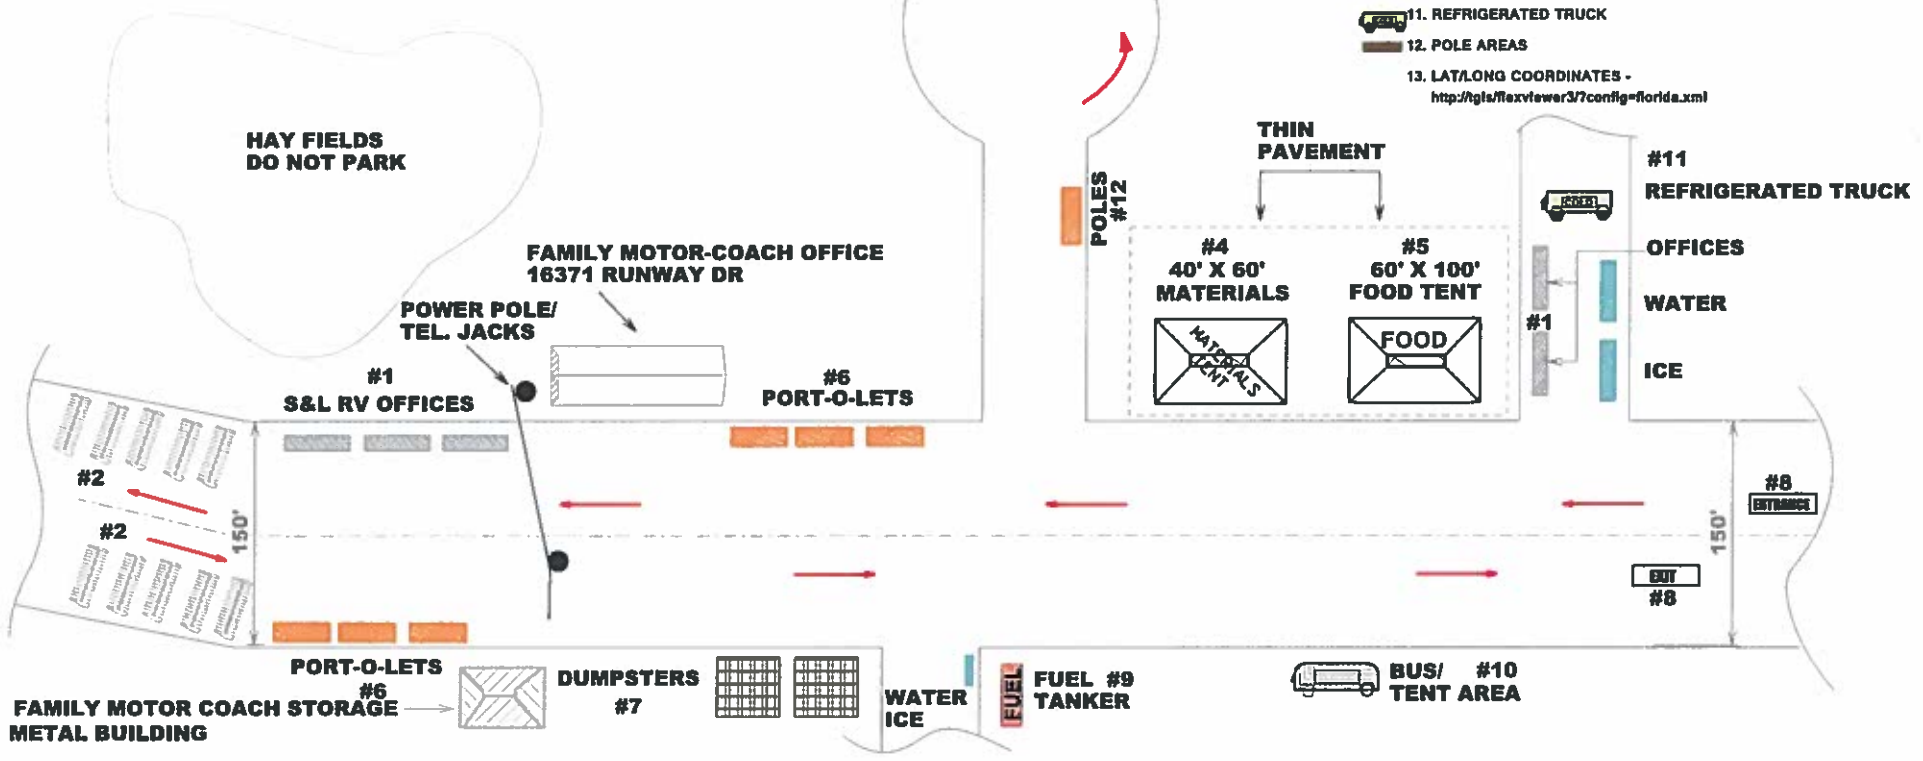 11. REFRIGERATED TRUCK
12. POLE AREAS
13. LAT/LONG COORDINATES -
http://tgis/flexviewer3/?config=florida.xml
HAY FIELDS
DO NOT PARK
THIN
PAVEMENT
#11
REFRIGERATED TRUCK
COLD
POLES
#12
OFFICES
WATER
#1
ICE
#4
40' X 60'
MATERIALS
MATERIALS
TENT
#5
60' X 100'
FOOD TENT
FOOD
FAMILY MOTOR-COACH OFFICE
16371 RUNWAY DR
POWER POLE/
TEL. JACKS
#1
S&L RV OFFICES
#6
PORT-O-LETS
#2
#2
150'
150'
#8
ENTRANCE
EXIT
#8
PORT-O-LETS
#6
FAMILY MOTOR COACH STORAGE
METAL BUILDING
DUMPSTERS
#7
WATER
ICE
FUEL
FUEL #9
TANKER
BUS/ #10
TENT AREA